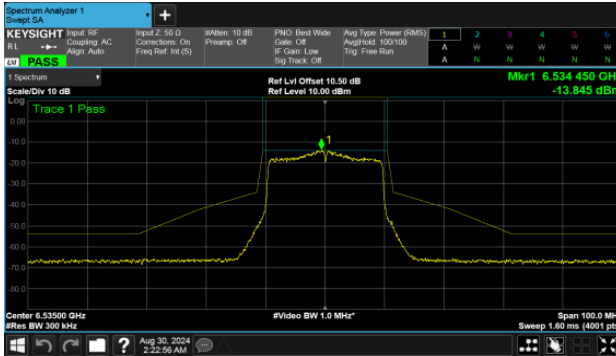 Spectrum Analyzer 1
Swept SA
KEYSIGHT
RL
PASS
Input: RF
Coupling: AC
Align: Auto
Input Z: 50 Ω
Corrections: On
Freq Ref: Int (S)
#Atten: 10 dB
Preamp: Off
PNO: Best Wide
Gate: Off
IF Gain: Low
Sig Track: Off
Avg Type: Power (RMS)
Avg|Hold: 100/100
Trig: Free Run
1 2 3 4 5 6
A W W W W W
A N N N N N
1 Spectrum
Scale/Div 10 dB
Ref Lvl Offset 10.50 dB
Ref Level 10.00 dBm
Mkr1 6.534 450 GH
-13.845 dBr
Log
Trace 1 Pass
0.00
-10.0
-20.0
-30.0
-40.0
-50.0
-60.0
-70.0
-80.0
1
Center 6.53500 GHz
#Res BW 300 kHz
#Video BW 1.0 MHz*
Span 100.0 MH
Sweep 1.60 ms (4001 pts
?
Aug 30, 2024
2:22:56 AM